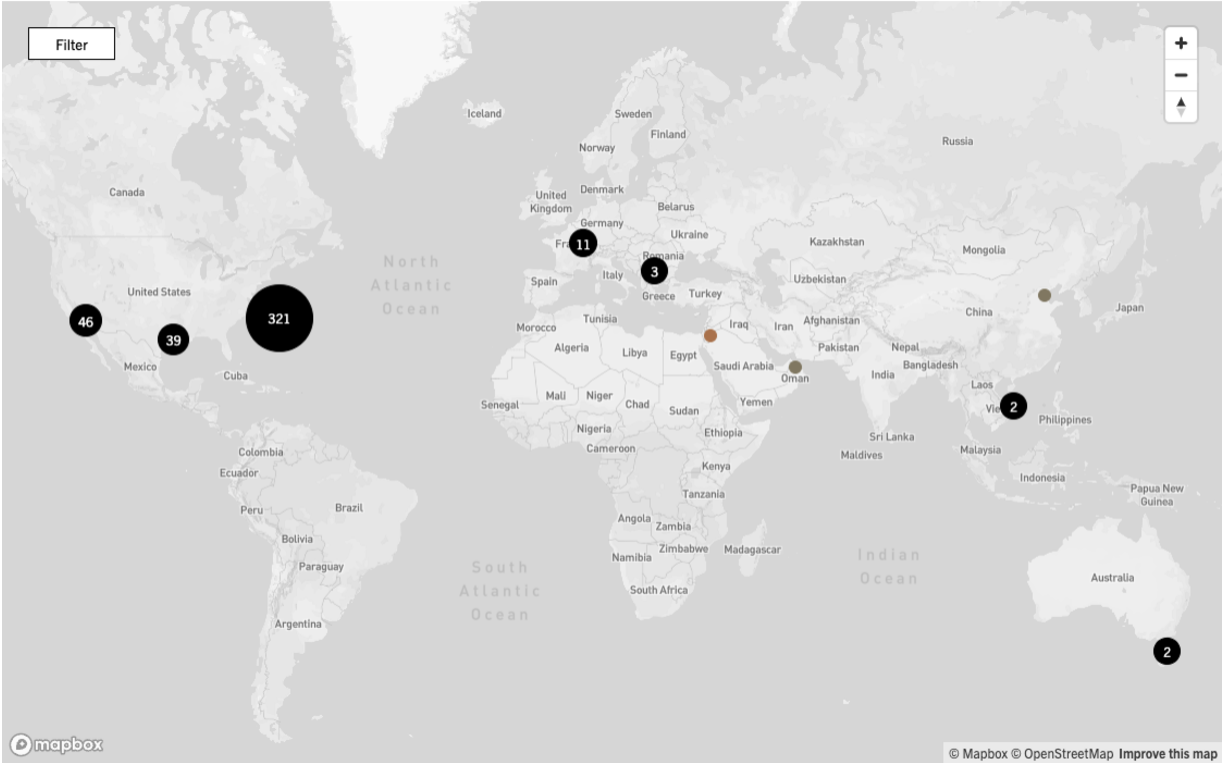 Filter
+
−
Iceland
Sweden
Finland
Norway
Russia
Canada
United
Kingdom
Denmark
Belarus
Germany
Ukraine
Fra
11
Kazakhstan
Mongolia
North
Atlantic
Ocean
Romania
3
Spain
Italy
Uzbekistan
Greece
Turkey
United States
China
Japan
46
39
321
Morocco
Tunisia
Iraq
Iran
Afghanistan
Algeria
Libya
Egypt
Pakistan
Nepal
Mexico
Cuba
Saudi Arabia
Oman
India
Bangladesh
Laos
Mali
Niger
Chad
Senegal
Sudan
Yemen
Vie
2
Philippines
Nigeria
Ethiopia
Sri Lanka
Cameroon
Maldives
Malaysia
Colombia
Ecuador
Kenya
Indonesia
Papua New
Guinea
Tanzania
Peru
Brazil
Angola
Zambia
Bolivia
Zimbabwe
Madagascar
Namibia
Indian
Ocean
Paraguay
South
Atlantic
Ocean
South Africa
Australia
Argentina
2
mapbox
© Mapbox © OpenStreetMap Improve this map